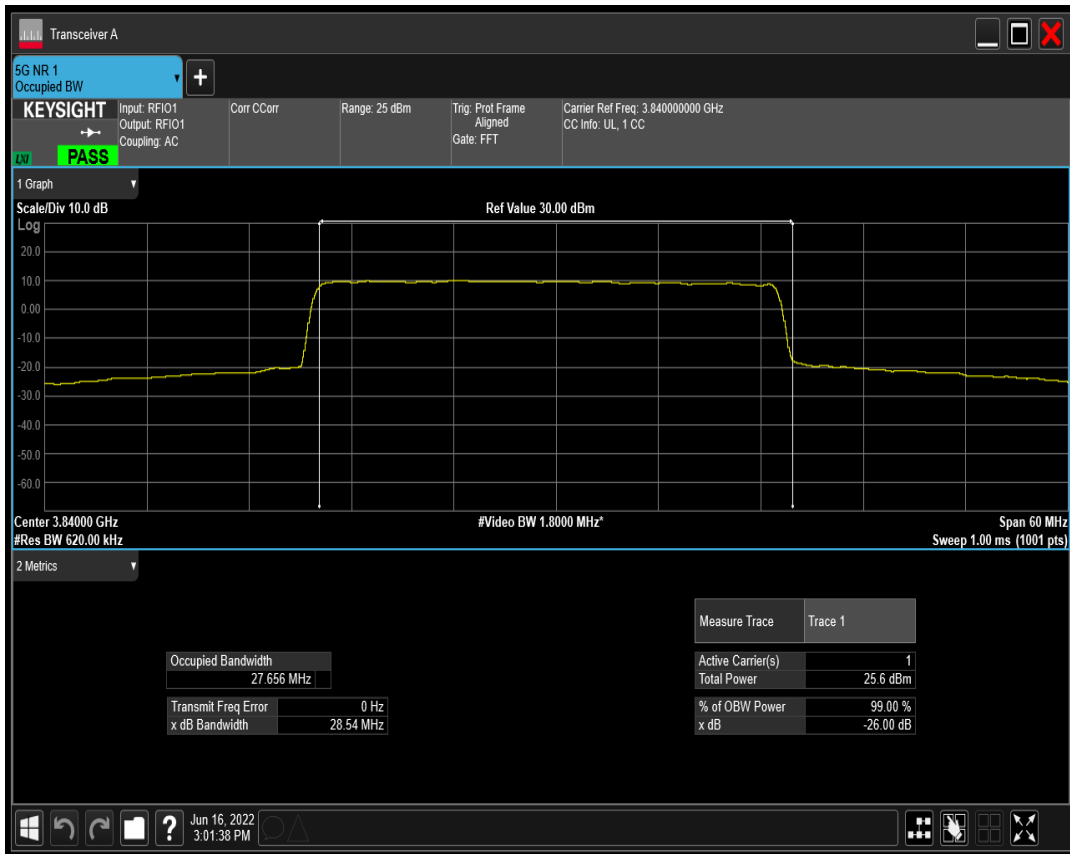 Transceiver A
5G NR 1
Occupied BW
+
KEYSIGHT
LXI
PASS
Input: RFIO1
Output: RFIO1
Coupling: AC
Corr CCorr
Range: 25 dBm
Trig: Prot Frame
Aligned
Gate: FFT
Carrier Ref Freq: 3.840000000 GHz
CC Info: UL, 1 CC
1 Graph
Scale/Div 10.0 dB
Ref Value 30.00 dBm
Log
20.0
10.0
0.00
-10.0
-20.0
-30.0
-40.0
-50.0
-60.0
Center 3.84000 GHz
#Video BW 1.8000 MHz*
Span 60 MHz
#Res BW 620.00 kHz
Sweep 1.00 ms (1001 pts)
2 Metrics
Measure Trace Trace 1
Occupied Bandwidth
27.656 MHz
Active Carrier(s) 1
Total Power 25.6 dBm
Transmit Freq Error 0 Hz
x dB Bandwidth 28.54 MHz
% of OBW Power 99.00 %
x dB -26.00 dB
?
Jun 16, 2022
3:01:38 PM